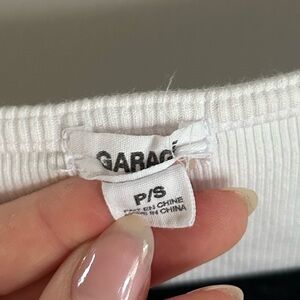 GARAGE
P/S
FAIT EN CHINE
MADE IN CHINA